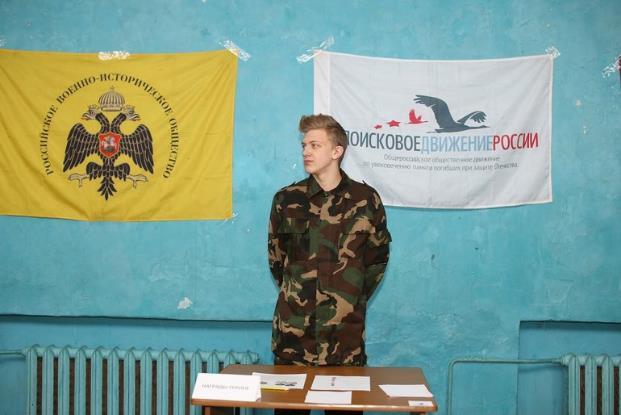 РОССИЙСКОЕ ВОЕННО-ИСТОРИЧЕСКОЕ ОБЩЕСТВО
ПОИСКОВОЕДВИЖЕНИЕРОССИИ
Общероссийское общественное движение
по увековечению памяти погибших при защите Отечества